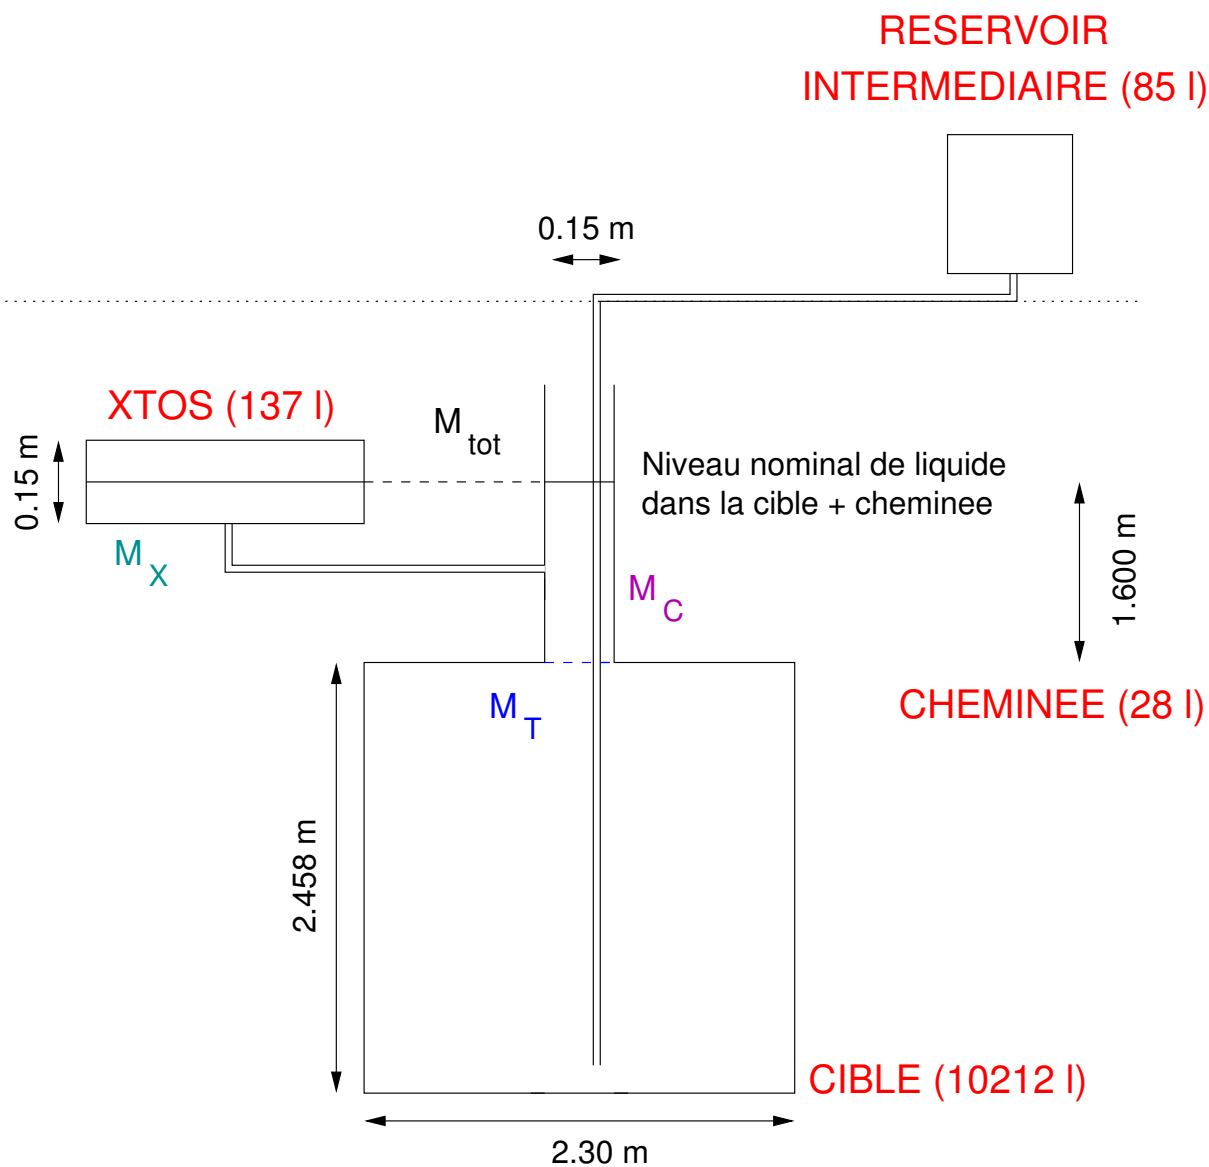 RESERVOIR
INTERMEDIAIRE (85 l)
0.15 m
XTOS (137 l)
M tot
0.15 m
Niveau nominal de liquide
dans la cible + cheminee
M X
M C
1.600 m
M T
CHEMINEE (28 l)
2.458 m
CIBLE (10212 l)
2.30 m